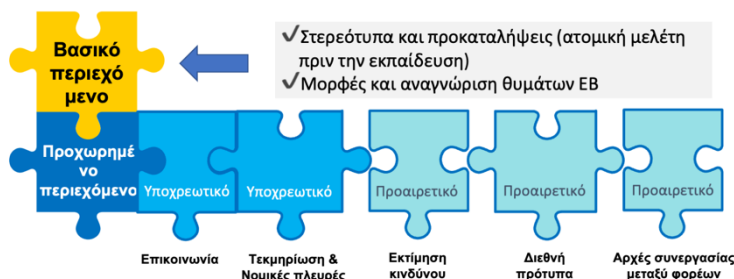 Βασικό
περιεχό
μενο
✓Στερεότυπα και προκαταλήψεις (ατομική μελέτη
πριν την εκπαίδευση)
✓Μορφές και αναγνώριση θυμάτων ΕΒ
Προχωρημέ
νο
περιεχόμενο
Υποχρεωτικό
Υποχρεωτικό
Προαιρετικό
Προαιρετικό
Προαιρετικό
Επικοινωνία
Τεκμηρίωση &
Νομικές πλευρές
Εκτίμηση
κινδύνου
Διεθνή
πρότυπα
Αρχές συνεργασίας
μεταξύ φορέων